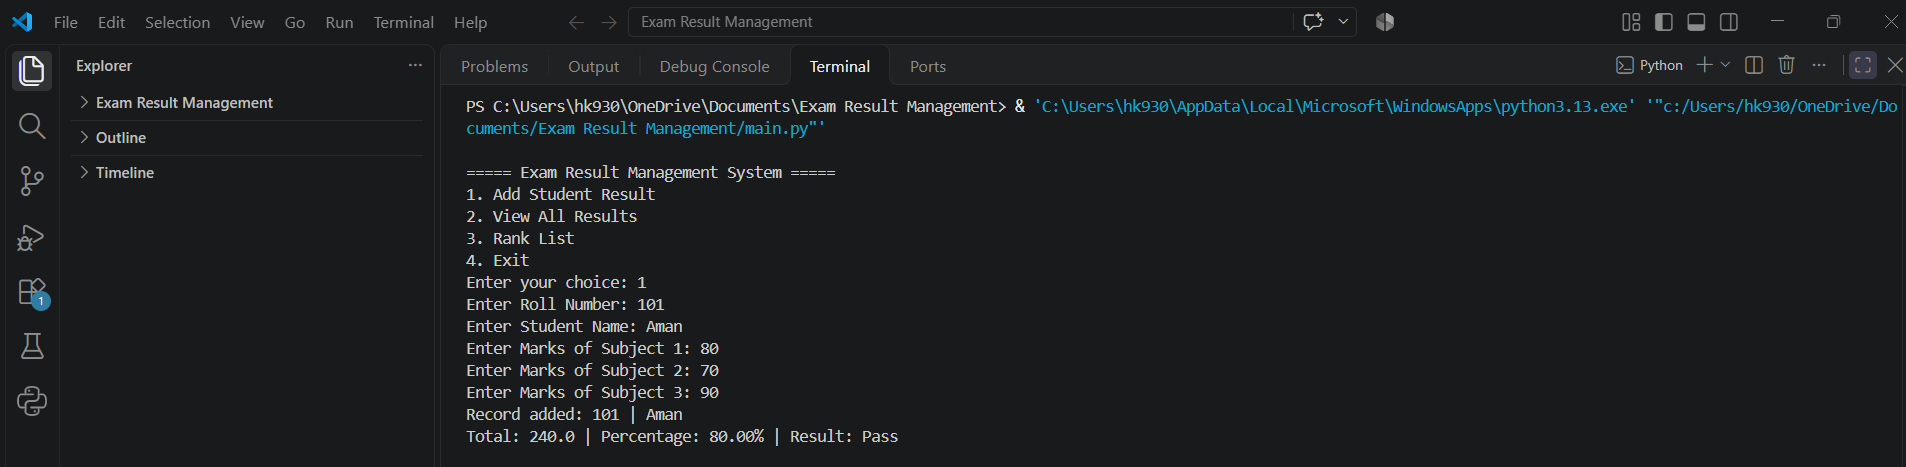 File Edit Selection View Go Run Terminal Help
Exam Result Management
Explorer
Exam Result Management
Outline
Timeline
1
Problems Output Debug Console Terminal Ports
Python
PS C:\Users\hk930\OneDrive\Documents\Exam Result Management> & 'C:\Users\hk930\AppData\Local\Microsoft\WindowsApps\python3.13.exe' '"c:/Users/hk930/OneDrive/Do
cuments/Exam Result Management/main.py"'
===== Exam Result Management System =====
1. Add Student Result
2. View All Results
3. Rank List
4. Exit
Enter your choice: 1
Enter Roll Number: 101
Enter Student Name: Aman
Enter Marks of Subject 1: 80
Enter Marks of Subject 2: 70
Enter Marks of Subject 3: 90
Record added: 101 | Aman
Total: 240.0 | Percentage: 80.00% | Result: Pass